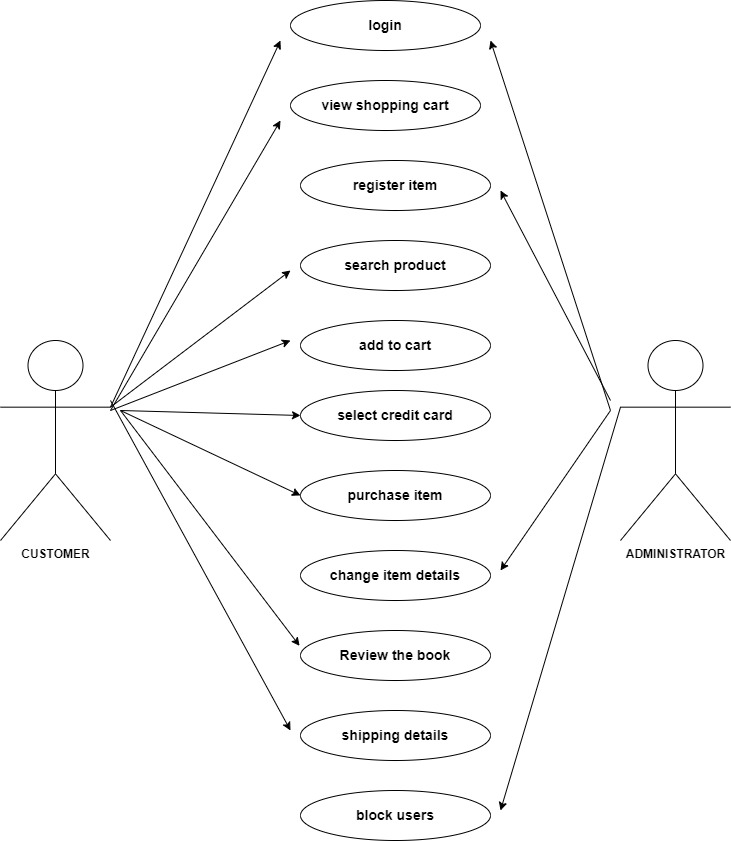 login
view shopping cart
register item
search product
add to cart
select credit card
purchase item
CUSTOMER
ADMINISTRATOR
change item details
Review the book
shipping details
block users